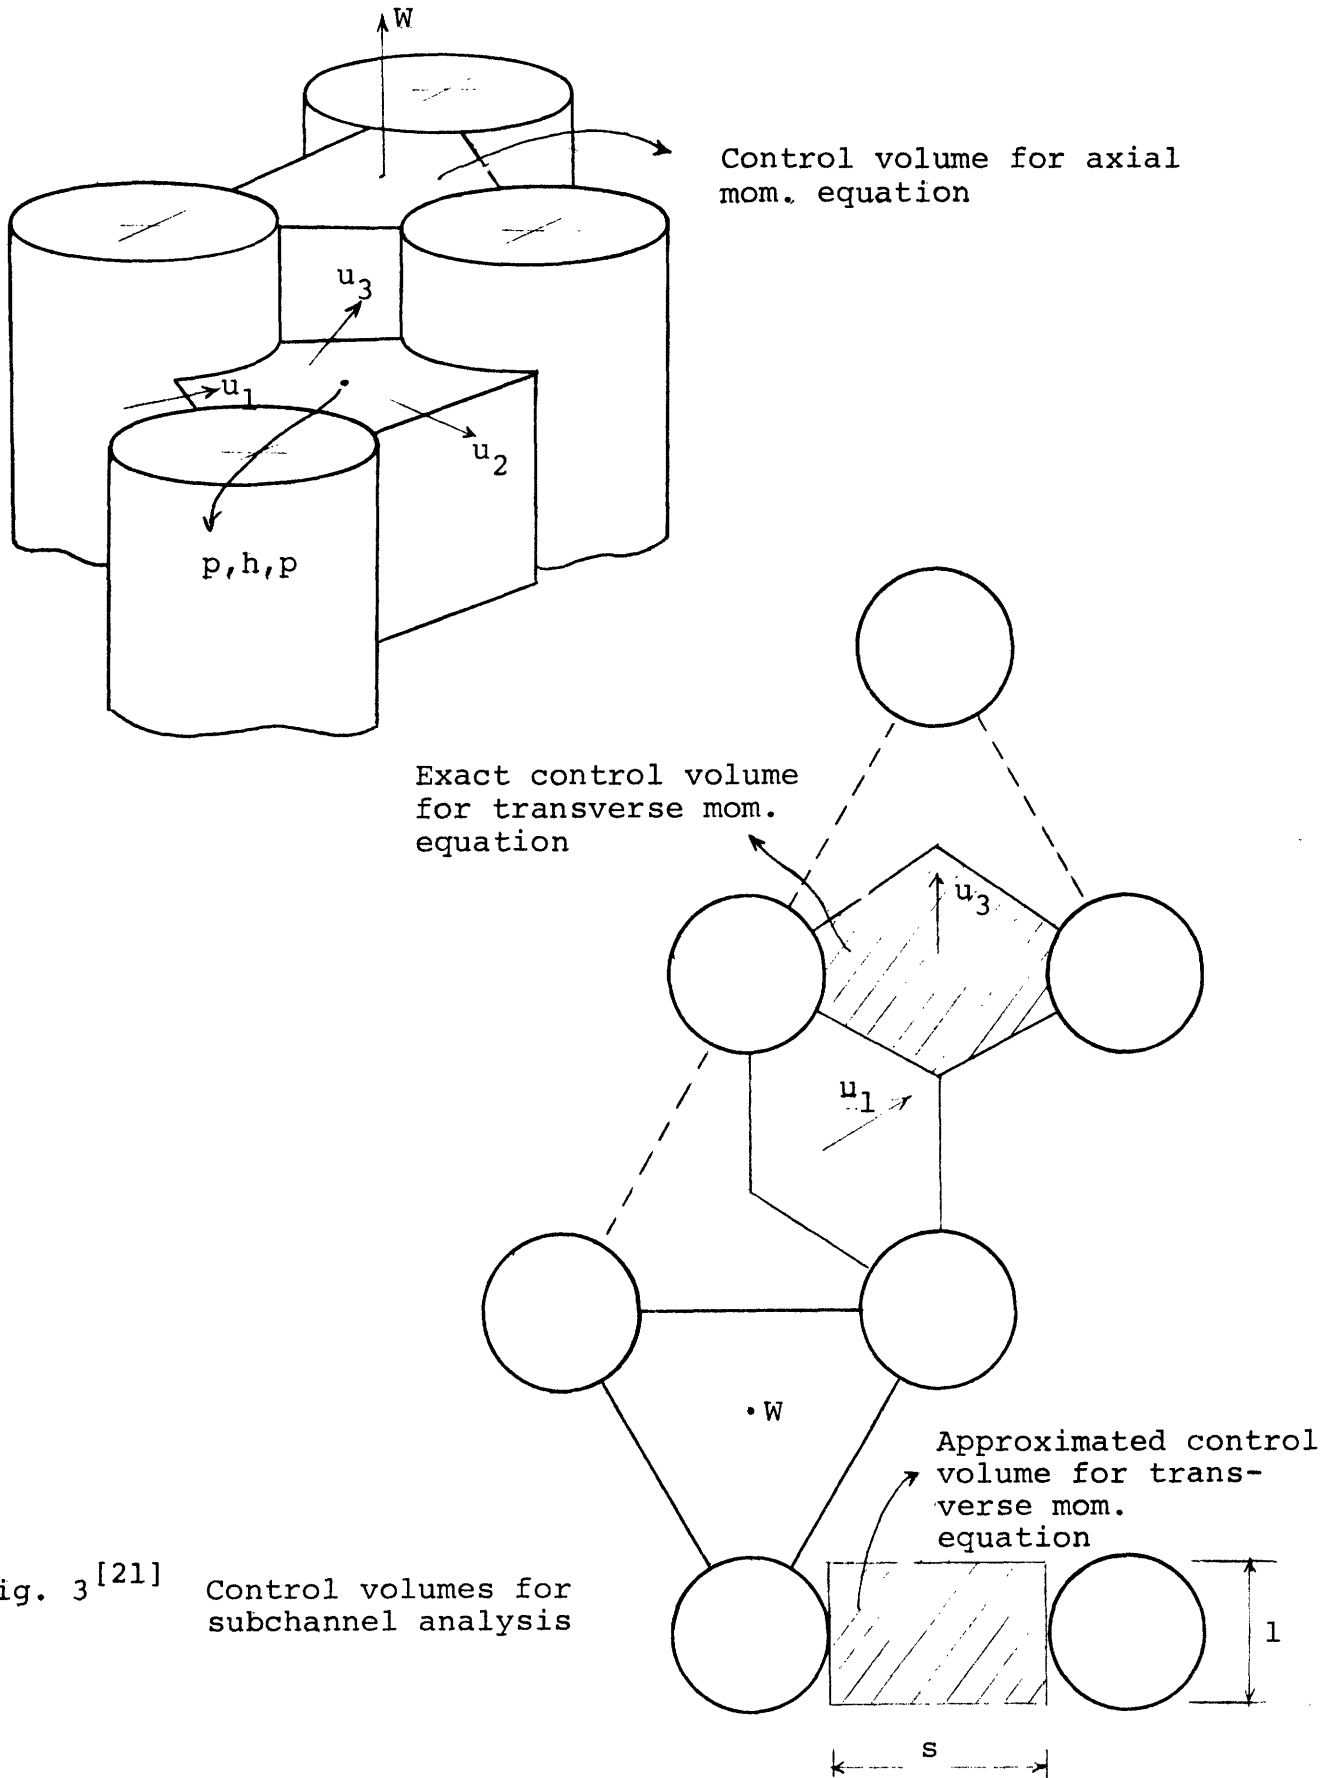 W
Control volume for axial
mom. equation
u3
u1
u2
p,h,p
Exact control volume
for transverse mom.
equation
u3
u1
W
Approximated control
volume for trans-
verse mom.
equation
ig. 3[21] Control volumes for
subchannel analysis
l
s